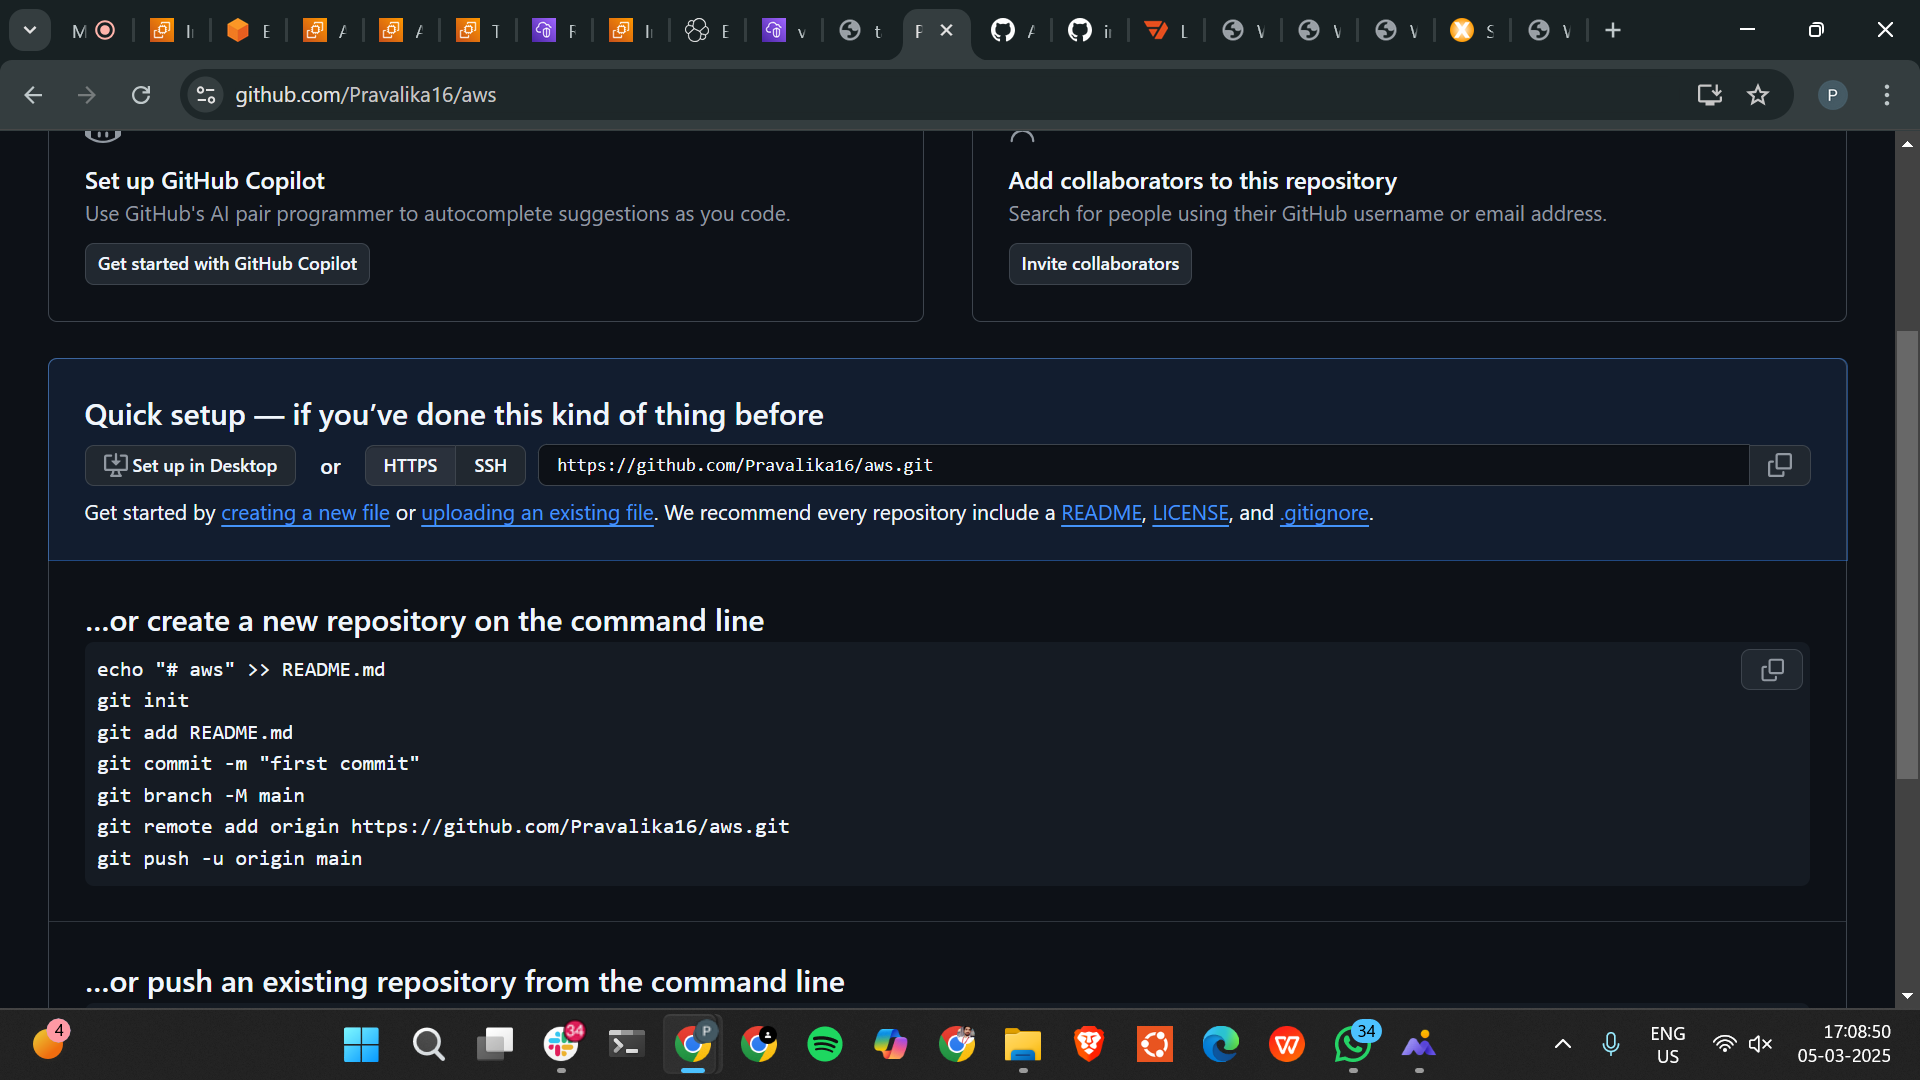 M
github.com/Pravalika16/aws
P
Set up GitHub Copilot
Use GitHub's AI pair programmer to autocomplete suggestions as you code.
Get started with GitHub Copilot
Add collaborators to this repository
Search for people using their GitHub username or email address.
Invite collaborators
Quick setup — if you’ve done this kind of thing before
Set up in Desktop or HTTPS SSH https://github.com/Pravalika16/aws.git
Get started by creating a new file or uploading an existing file. We recommend every repository include a README, LICENSE, and .gitignore.
…or create a new repository on the command line
echo "# aws" >> README.md
git init
git add README.md
git commit -m "first commit"
git branch -M main
git remote add origin https://github.com/Pravalika16/aws.git
git push -u origin main
…or push an existing repository from the command line
4
34
P
34
ENG
US
17:08:50
05-03-2025